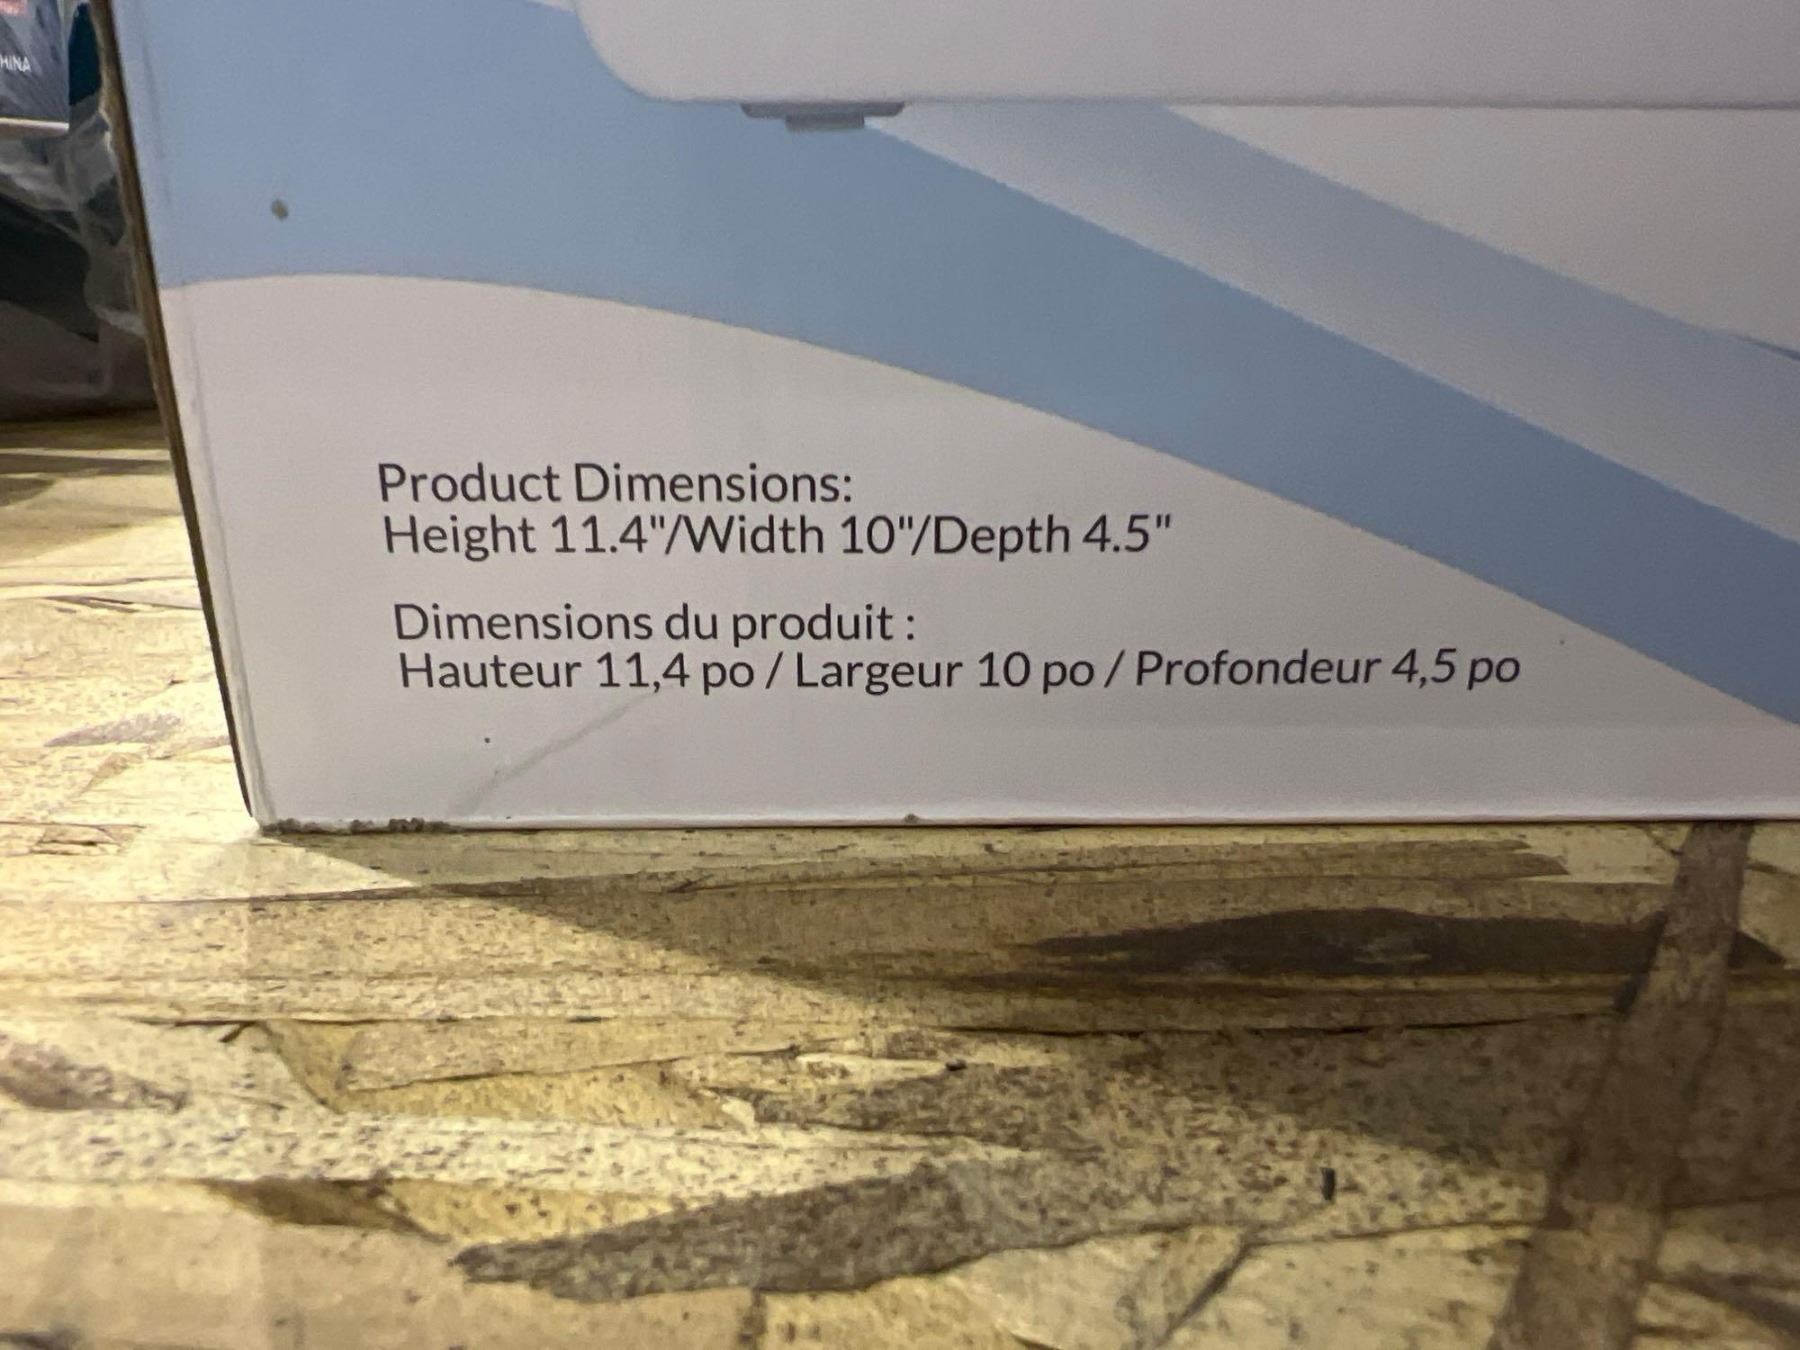 Product Dimensions:
Height 11.4"/Width 10"/Depth 4.5"
Dimensions du produit :
Hauteur 11,4 po / Largeur 10 po / Profondeur 4,5 po